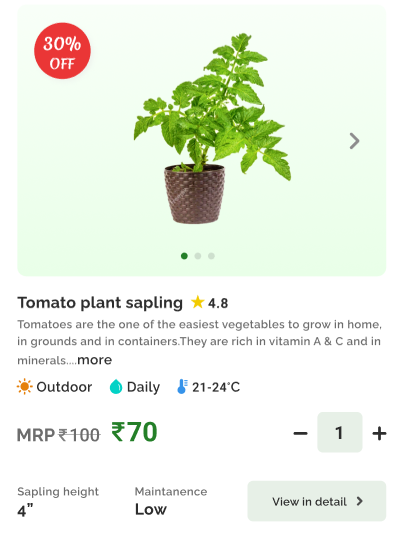 30%
OFF
Tomato plant sapling 4.8
Tomatoes are the one of the easiest vegetables to grow in home,
in grounds and in containers.They are rich in vitamin A & C and in
minerals....more
Outdoor Daily 21-24°C
MRP ₹100 ₹70 − 1 +
Sapling height Maintanence
4” Low
View in detail